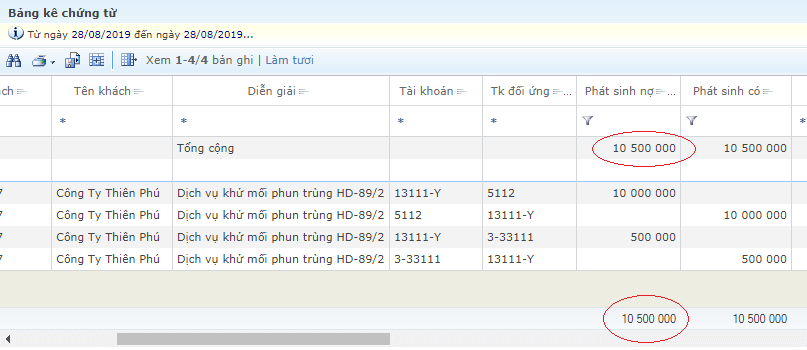 Bảng kê chứng từ
Từ ngày 28/08/2019 đến ngày 28/08/2019...
Xem 1-4/4 bản ghi | Làm tươi
ch Tên khách Diễn giải Tài khoản Tk đối ứng ... Phát sinh nợ ... Phát sinh có
* * * *
Tổng cộng 10 500 000 10 500 000
7 Công Ty Thiên Phú Dịch vụ khử mối phun trùng HD-89/2 13111-Y 5112 10 000 000
7 Công Ty Thiên Phú Dịch vụ khử mối phun trùng HD-89/2 5112 13111-Y 10 000 000
7 Công Ty Thiên Phú Dịch vụ khử mối phun trùng HD-89/2 13111-Y 3-33111 500 000
7 Công Ty Thiên Phú Dịch vụ khử mối phun trùng HD-89/2 3-33111 13111-Y 500 000
10 500 000 10 500 000